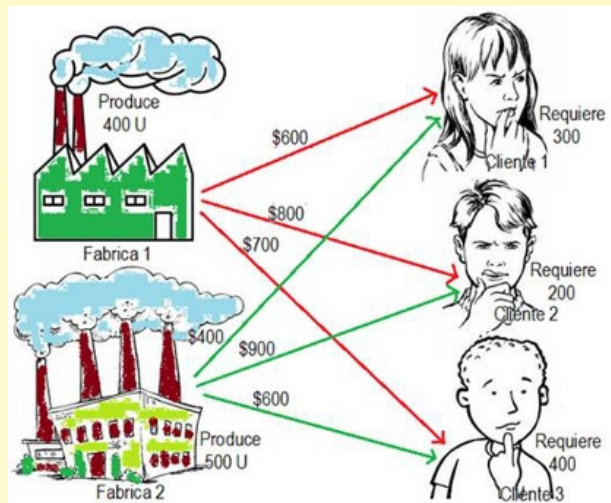 Produce
400 U
Fabrica 1
$600
$800
$700
Requiere
300
Cliente 1
Requiere
200
Cliente 2
$400
$900
$600
Produce
500 U
Fabrica 2
Requiere
400
Cliente 3